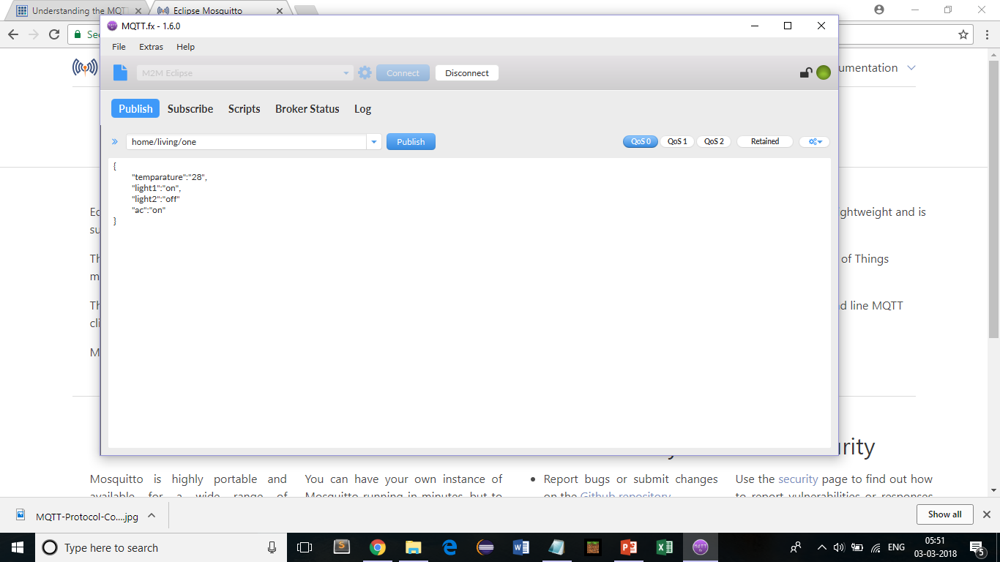 Understanding the MQT
Eclipse Mosquitto
MQTT.fx - 1.6.0
File Extras Help
M2M Eclipse
Connect
Disconnect
umentation
Publish Subscribe Scripts Broker Status Log
home/living/one
Publish
QoS 0 QoS 1 QoS 2 Retained
{
"temparature":"28",
"light1":"on",
"light2":"off"
"ac":"on"
}
ghtweight and is
su
Th
of Things
m
Th
d line MQTT
cli
M
urity
Mosquitto is highly portable and
available for a wide range of
You can have your own instance of
Mosquitto running in minutes, but to
Report bugs or submit changes
on the Github repository
Use the security page to find out how
to report vulnerabilities or responses
MQTT-Protocol-Co....jpg
Show all
Type here to search
ENG
05:51
03-03-2018
5